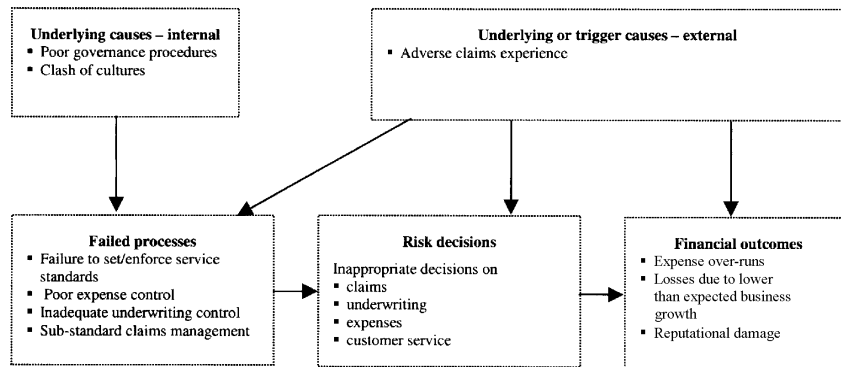 Underlying causes – internal
▪ Poor governance procedures
▪ Clash of cultures
Underlying or trigger causes – external
▪ Adverse claims experience
Failed processes
▪ Failure to set/enforce service
standards
▪ Poor expense control
▪ Inadequate underwriting control
▪ Sub-standard claims management
Risk decisions
Inappropriate decisions on
▪ claims
▪ underwriting
▪ expenses
▪ customer service
Financial outcomes
▪ Expense over-runs
▪ Losses due to lower
than expected business
growth
▪ Reputational damage